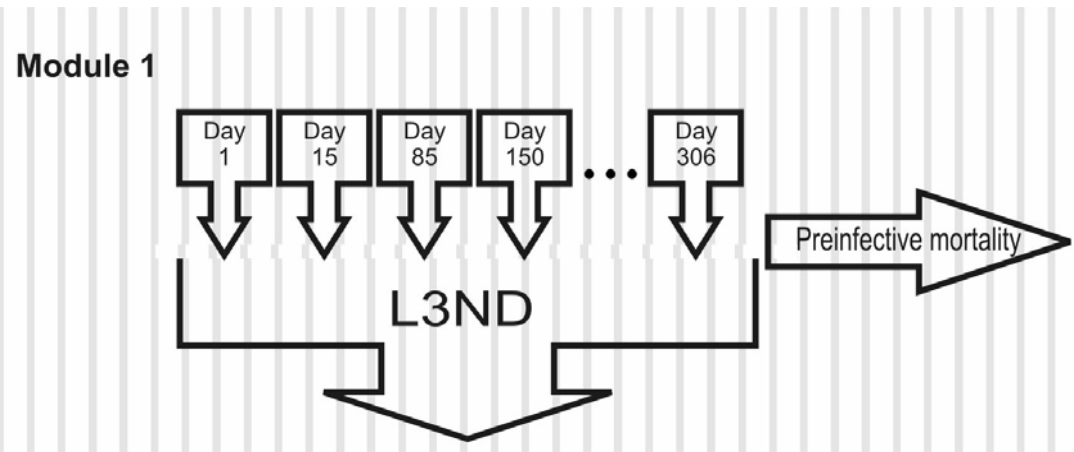 Module 1
Day
1
Day
15
Day
85
Day
150
...
Day
306
Preinfective mortality
L3ND